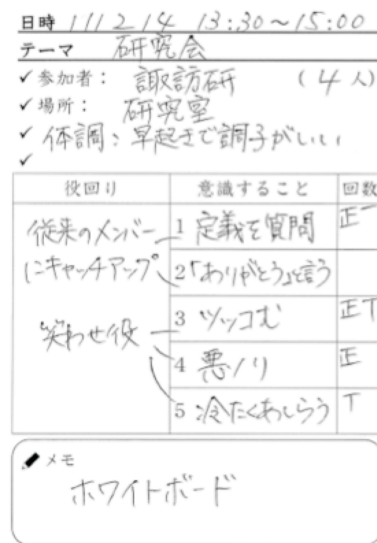 日時 11 12 14 13:30～15:00
テーマ 研究会
✓参加者： 諏訪研 （4人）
✓場所： 研究室
✓体調：早起きで調子がいい
✓
役回り 意識すること 回数
従来のメンバーにキャッチアップ 1 定義を質問 正一
2「ありがとう」と言う
笑わせ役 3 ツッコむ 正T
4 悪ノリ 正
5 冷たくあしらう T
メモ
ホワイトボード